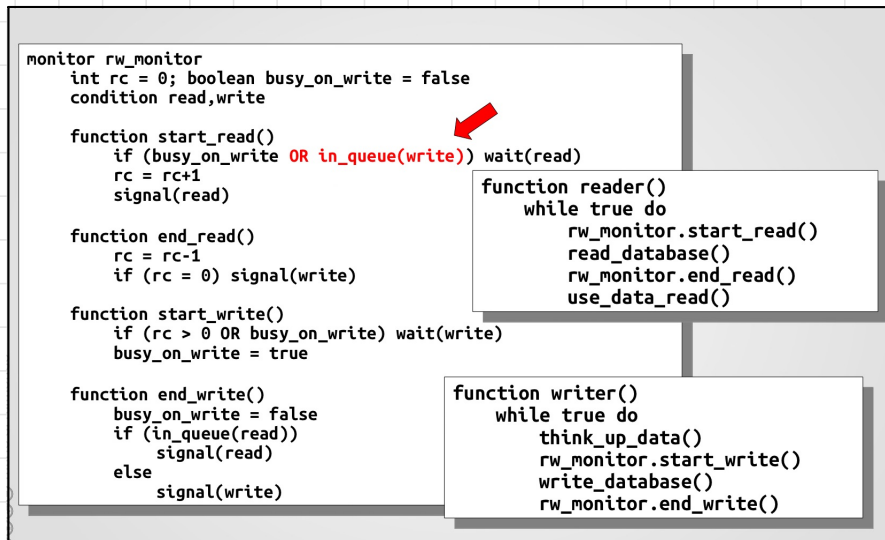 monitor rw_monitor
int rc = 0; boolean busy_on_write = false
condition read,write
function start_read()
if (busy_on_write OR in_queue(write)) wait(read)
rc = rc+1
signal(read)
function end_read()
rc = rc-1
if (rc = 0) signal(write)
function start_write()
if (rc > 0 OR busy_on_write) wait(write)
busy_on_write = true
function end_write()
busy_on_write = false
if (in_queue(read))
signal(read)
else
signal(write)
function reader()
while true do
rw_monitor.start_read()
read_database()
rw_monitor.end_read()
use_data_read()
function writer()
while true do
think_up_data()
rw_monitor.start_write()
write_database()
rw_monitor.end_write()